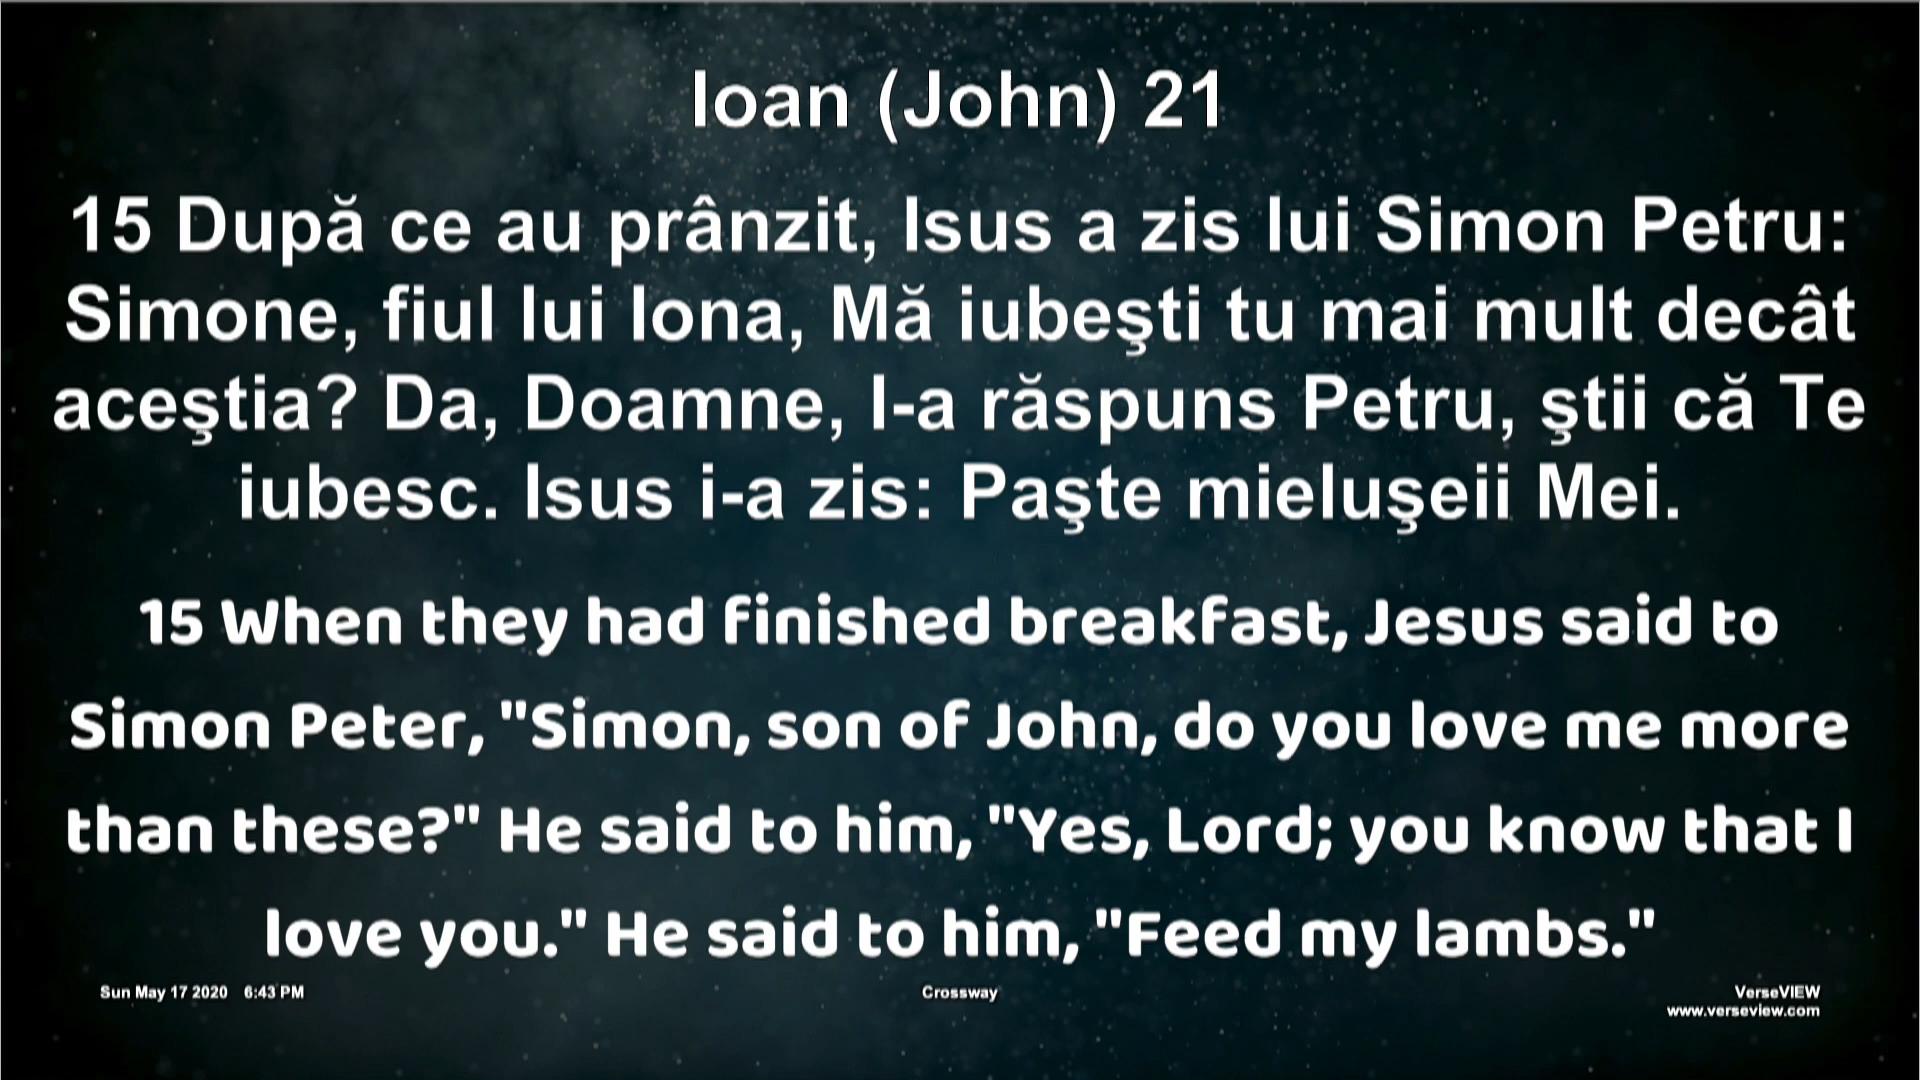 Ioan (John) 21
15 După ce au prânzit, Isus a zis lui Simon Petru:
Simone, fiul lui Iona, Mă iubeşti tu mai mult decât
aceştia? Da, Doamne, I-a răspuns Petru, ştii că Te
iubesc. Isus i-a zis: Paşte mieluşeii Mei.
15 When they had finished breakfast, Jesus said to
Simon Peter, "Simon, son of John, do you love me more
than these?" He said to him, "Yes, Lord; you know that I
love you." He said to him, "Feed my lambs."
Sun May 17 2020 6:43 PM
Crossway
VerseVIEW
www.verseview.com